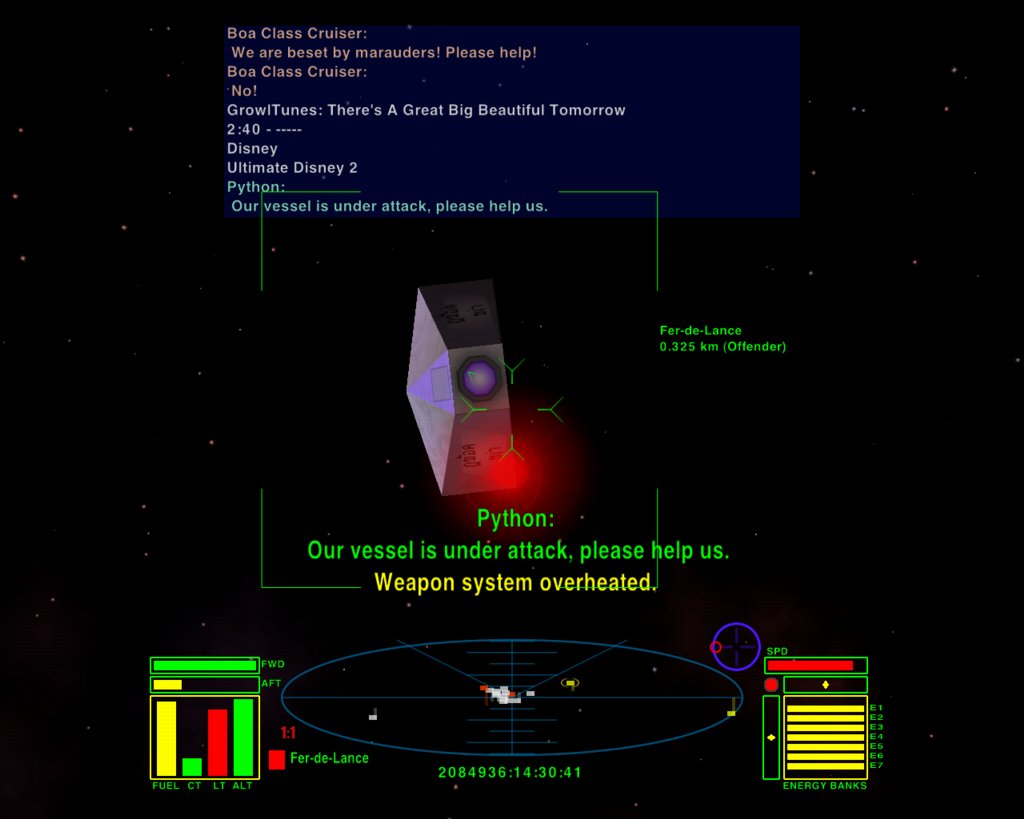 Boa Class Cruiser:
We are beset by marauders! Please help!
Boa Class Cruiser:
No!
GrowlTunes: There's A Great Big Beautiful Tomorrow
2:40 - -----
Disney
Ultimate Disney 2
Python:
Our vessel is under attack, please help us.
Fer-de-Lance
0.325 km (Offender)
Python:
Our vessel is under attack, please help us.
Weapon system overheated.
FWD
AFT
FUEL CT LT ALT
1:1
Fer-de-Lance
2084936:14:30:41
SPD
E1
E2
E3
E4
E5
E6
E7
ENERGY BANKS